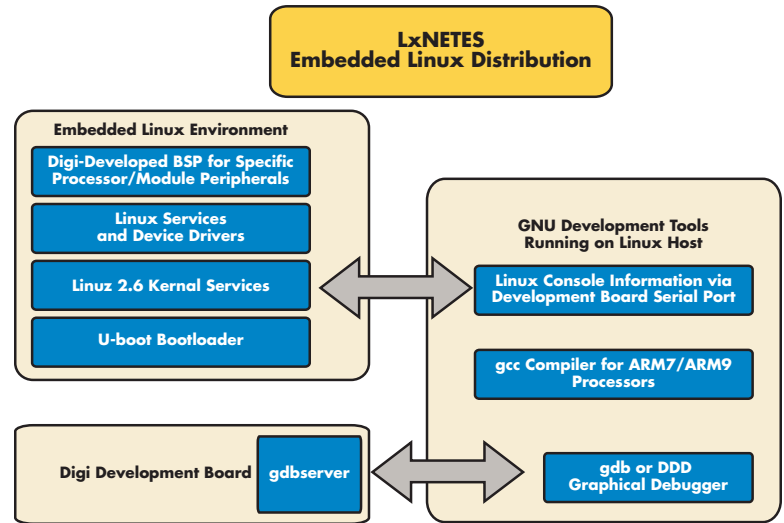 LxNETES
Embedded Linux Distribution
Embedded Linux Environment
Digi-Developed BSP for Specific
Processor/Module Peripherals
Linux Services
and Device Drivers
Linuz 2.6 Kernal Services
U-boot Bootloader
GNU Development Tools
Running on Linux Host
Linux Console Information via
Development Board Serial Port
gcc Compiler for ARM7/ARM9
Processors
Digi Development Board
gdbserver
gdb or DDD
Graphical Debugger